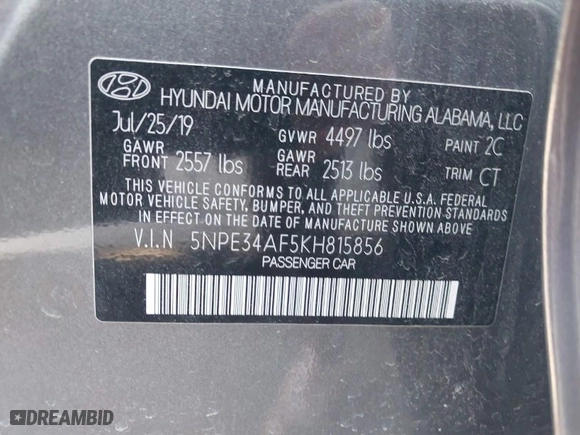 MANUFACTURED BY
HYUNDAI MOTOR MANUFACTURING ALABAMA, LLC
Jul/25/19 GVWR 4497 lbs PAINT 2C
GAWR FRONT 2557 lbs GAWR REAR 2513 lbs TRIM CT
THIS VEHICLE CONFORMS TO ALL APPLICABLE U.S.A. FEDERAL
MOTOR VEHICLE SAFETY, BUMPER, AND THEFT PREVENTION STANDARDS
IN EFFECT ON THE DATE OF MANUFACTURE SHOWN ABOVE.
V.I.N 5NPE34AF5KH815856
PASSENGER CAR
DREAMBID